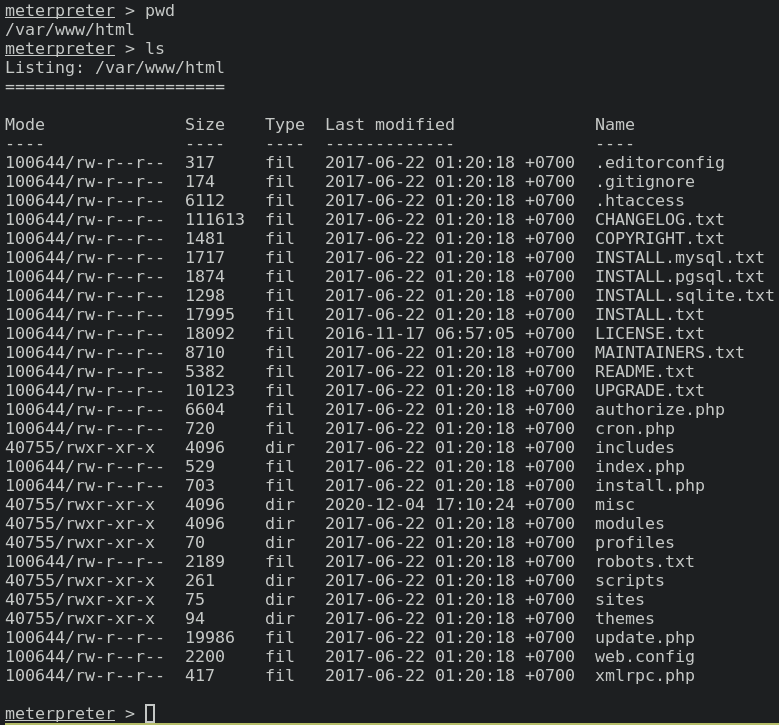 meterpreter > pwd
/var/www/html
meterpreter > ls
Listing: /var/www/html
======================
Mode              Size    Type  Last modified              Name
----              ----    ----  -------------              ----
100644/rw-r--r--  317     fil   2017-06-22 01:20:18 +0700  .editorconfig
100644/rw-r--r--  174     fil   2017-06-22 01:20:18 +0700  .gitignore
100644/rw-r--r--  6112    fil   2017-06-22 01:20:18 +0700  .htaccess
100644/rw-r--r--  111613  fil   2017-06-22 01:20:18 +0700  CHANGELOG.txt
100644/rw-r--r--  1481    fil   2017-06-22 01:20:18 +0700  COPYRIGHT.txt
100644/rw-r--r--  1717    fil   2017-06-22 01:20:18 +0700  INSTALL.mysql.txt
100644/rw-r--r--  1874    fil   2017-06-22 01:20:18 +0700  INSTALL.pgsql.txt
100644/rw-r--r--  1298    fil   2017-06-22 01:20:18 +0700  INSTALL.sqlite.txt
100644/rw-r--r--  17995   fil   2017-06-22 01:20:18 +0700  INSTALL.txt
100644/rw-r--r--  18092   fil   2016-11-17 06:57:05 +0700  LICENSE.txt
100644/rw-r--r--  8710    fil   2017-06-22 01:20:18 +0700  MAINTAINERS.txt
100644/rw-r--r--  5382    fil   2017-06-22 01:20:18 +0700  README.txt
100644/rw-r--r--  10123   fil   2017-06-22 01:20:18 +0700  UPGRADE.txt
100644/rw-r--r--  6604    fil   2017-06-22 01:20:18 +0700  authorize.php
100644/rw-r--r--  720     fil   2017-06-22 01:20:18 +0700  cron.php
40755/rwxr-xr-x   4096    dir   2017-06-22 01:20:18 +0700  includes
100644/rw-r--r--  529     fil   2017-06-22 01:20:18 +0700  index.php
100644/rw-r--r--  703     fil   2017-06-22 01:20:18 +0700  install.php
40755/rwxr-xr-x   4096    dir   2020-12-04 17:10:24 +0700  misc
40755/rwxr-xr-x   4096    dir   2017-06-22 01:20:18 +0700  modules
40755/rwxr-xr-x   70      dir   2017-06-22 01:20:18 +0700  profiles
100644/rw-r--r--  2189    fil   2017-06-22 01:20:18 +0700  robots.txt
40755/rwxr-xr-x   261     dir   2017-06-22 01:20:18 +0700  scripts
40755/rwxr-xr-x   75      dir   2017-06-22 01:20:18 +0700  sites
40755/rwxr-xr-x   94      dir   2017-06-22 01:20:18 +0700  themes
100644/rw-r--r--  19986   fil   2017-06-22 01:20:18 +0700  update.php
100644/rw-r--r--  2200    fil   2017-06-22 01:20:18 +0700  web.config
100644/rw-r--r--  417     fil   2017-06-22 01:20:18 +0700  xmlrpc.php
meterpreter >